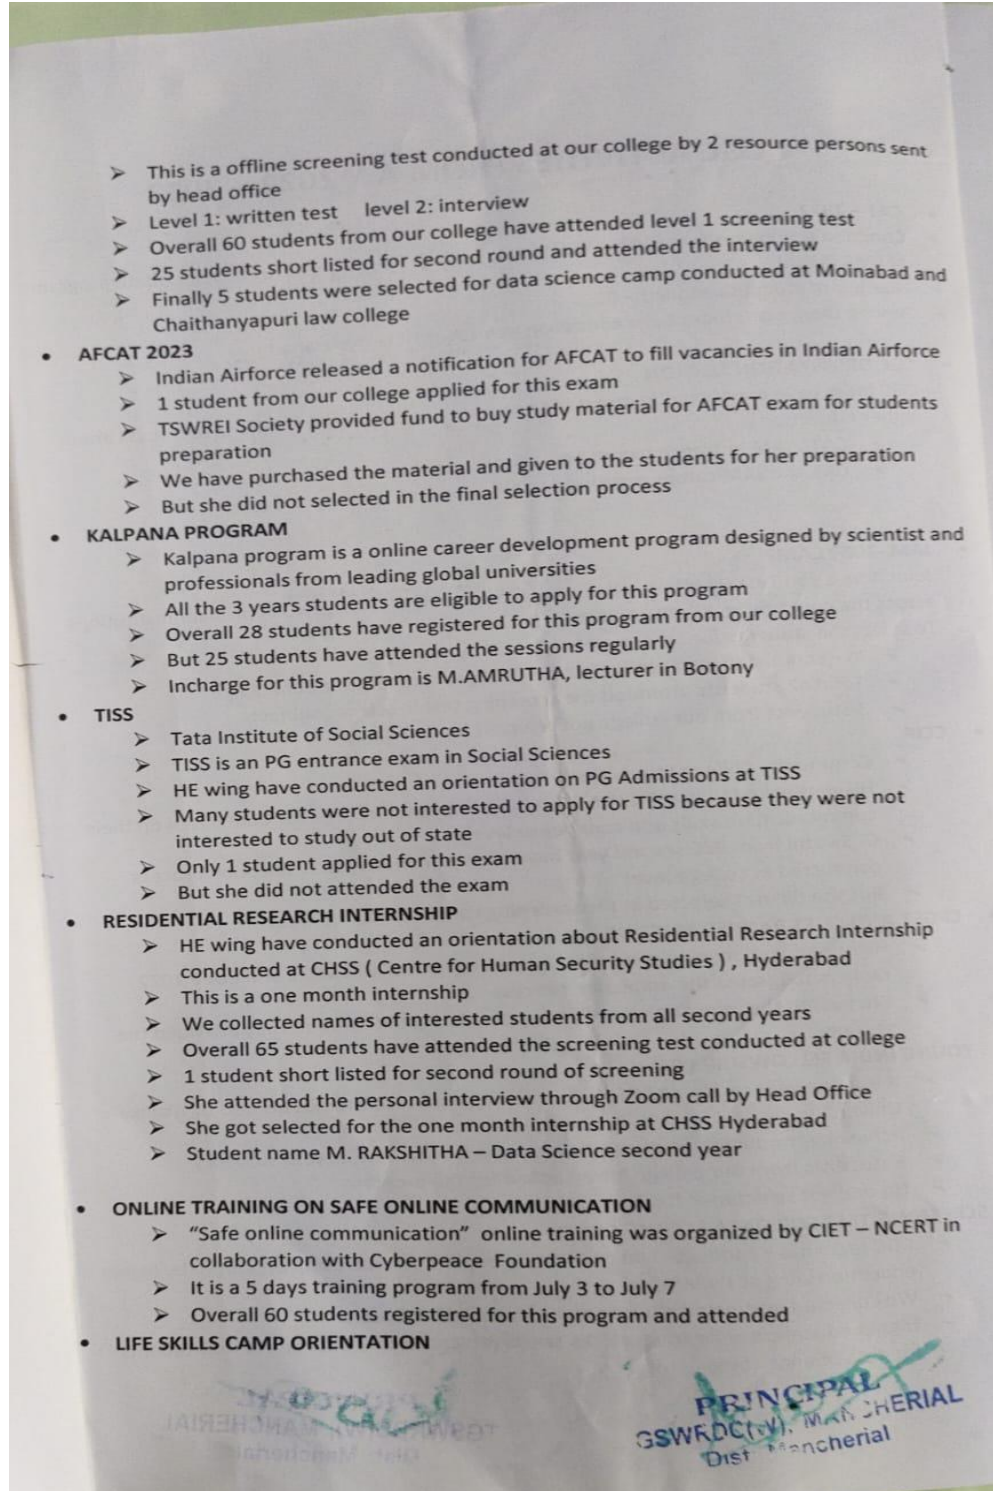 ➢ This is a offline screening test conducted at our college by 2 resource persons sent
by head office
➢ Level 1: written test level 2: interview
➢ Overall 60 students from our college have attended level 1 screening test
➢ 25 students short listed for second round and attended the interview
➢ Finally 5 students were selected for data science camp conducted at Moinabad and
Chaithanyapuri law college
• AFCAT 2023
➢ Indian Airforce released a notification for AFCAT to fill vacancies in Indian Airforce
➢ 1 student from our college applied for this exam
➢ TSWREI Society provided fund to buy study material for AFCAT exam for students
preparation
➢ We have purchased the material and given to the students for her preparation
➢ But she did not selected in the final selection process
• KALPANA PROGRAM
➢ Kalpana program is a online career development program designed by scientist and
professionals from leading global universities
➢ All the 3 years students are eligible to apply for this program
➢ Overall 28 students have registered for this program from our college
➢ But 25 students have attended the sessions regularly
➢ Incharge for this program is M.AMRUTHA, lecturer in Botony
• TISS
➢ Tata Institute of Social Sciences
➢ TISS is an PG entrance exam in Social Sciences
➢ HE wing have conducted an orientation on PG Admissions at TISS
➢ Many students were not interested to apply for TISS because they were not
interested to study out of state
➢ Only 1 student applied for this exam
➢ But she did not attended the exam
• RESIDENTIAL RESEARCH INTERNSHIP
➢ HE wing have conducted an orientation about Residential Research Internship
conducted at CHSS ( Centre for Human Security Studies ) , Hyderabad
➢ This is a one month internship
➢ We collected names of interested students from all second years
➢ Overall 65 students have attended the screening test conducted at college
➢ 1 student short listed for second round of screening
➢ She attended the personal interview through Zoom call by Head Office
➢ She got selected for the one month internship at CHSS Hyderabad
➢ Student name M. RAKSHITHA – Data Science second year
• ONLINE TRAINING ON SAFE ONLINE COMMUNICATION
➢ “Safe online communication” online training was organized by CIET – NCERT in
collaboration with Cyberpeace Foundation
➢ It is a 5 days training program from July 3 to July 7
➢ Overall 60 students registered for this program and attended
• LIFE SKILLS CAMP ORIENTATION
PRINCIPAL
MANCHERIAL
Dist Mancherial